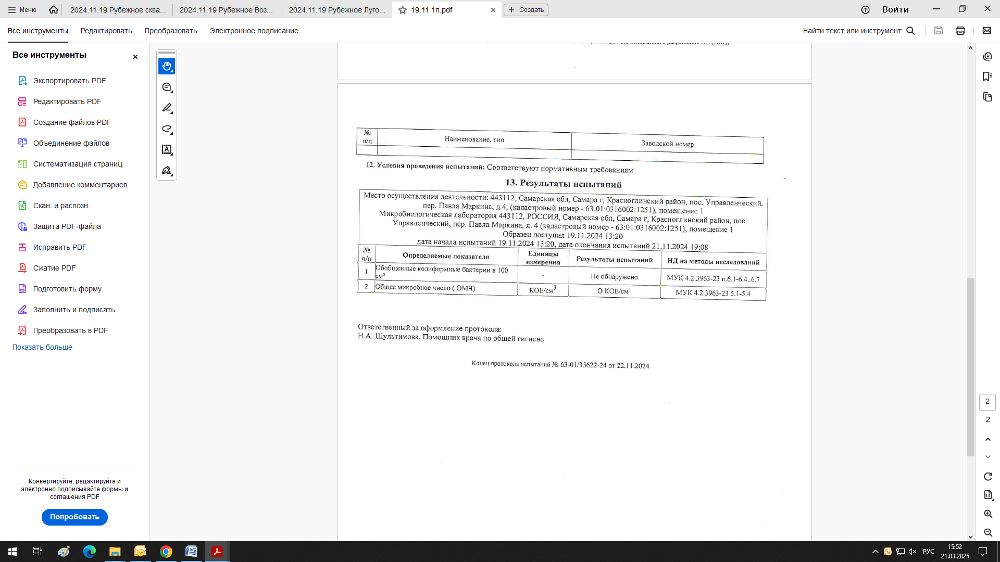 Меню
2024.11.19 Рубежное сква...
2024.11.19 Рубежное Воз...
2024.11.19 Рубежное Луго...
19.11 1п.pdf
Создать
Войти
Все инструменты
Редактировать
Преобразовать
Электронное подписание
Найти текст или инструмент
Все инструменты
Экспортировать PDF
Редактировать PDF
Создание файлов PDF
Объединение файлов
Систематизация страниц
Добавление комментариев
Скан. и распозн.
Защита PDF-файла
Исправить PDF
Сжатие PDF
Подготовить форму
Заполнить и подписать
Преобразовать в PDF
Показать больше
Конвертируйте, редактируйте и
электронно подписывайте формы и
соглашения PDF
Попробовать
№ п/п
Наименование, тип
Заводской номер
12. Условия проведения испытаний: Соответствуют нормативным требованиям
13. Результаты испытаний
Место осуществления деятельности: 443112, Самарская обл, Самара г, Красноглинский район, пос. Управленческий,
пер. Павла Маркина, д.4, (кадастровый номер - 63:01:0316002:1251), помещение 1
Микробиологическая лаборатория 443112, РОССИЯ, Самарская обл, Самара г, Красноглинский район, пос.
Управленческий, пер. Павла Маркина, д. 4 (кадастровый номер - 63:01:0316002:1251), помещение 1
Образец поступил 19.11.2024 13:20
дата начала испытаний 19.11.2024 13:20, дата окончания испытаний 21.11.2024 19:08
№ п/п
Определяемые показатели
Единицы измерения
Результаты испытаний
НД на методы исследований
1
Обобщенные колиформные бактерии в 100
см³
-
Не обнаружено
МУК 4.2.3963-23 п.6.1-6.4..6.7
2
Общее микробное число ( ОМЧ)
КОЕ/см³
О КОЕ/см³
МУК 4.2.3963-23 5.1-5.4
Ответственный за оформление протокола:
Н.А. Шультимова, Помощник врача по общей гигиене
Конец протокола испытаний № 63-01/35622-24 от 22.11.2024
2
2
1:1
РУС
15:52
21.03.2025